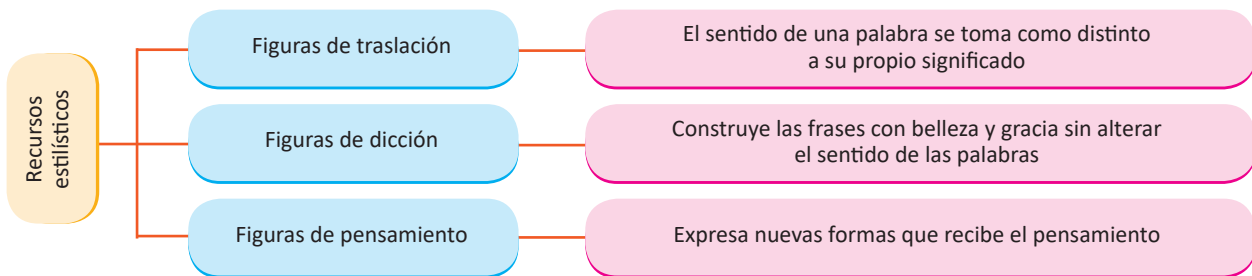 Recursos
estilísticos
Figuras de traslación
El sentido de una palabra se toma como distinto
a su propio significado
Figuras de dicción
Construye las frases con belleza y gracia sin alterar
el sentido de las palabras
Figuras de pensamiento
Expresa nuevas formas que recibe el pensamiento